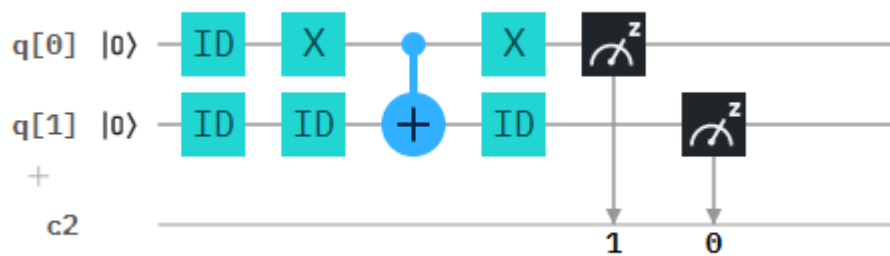 q[0] |0⟩ ID X X z
q[1] |0⟩ ID ID + ID z
+
c2
1 0